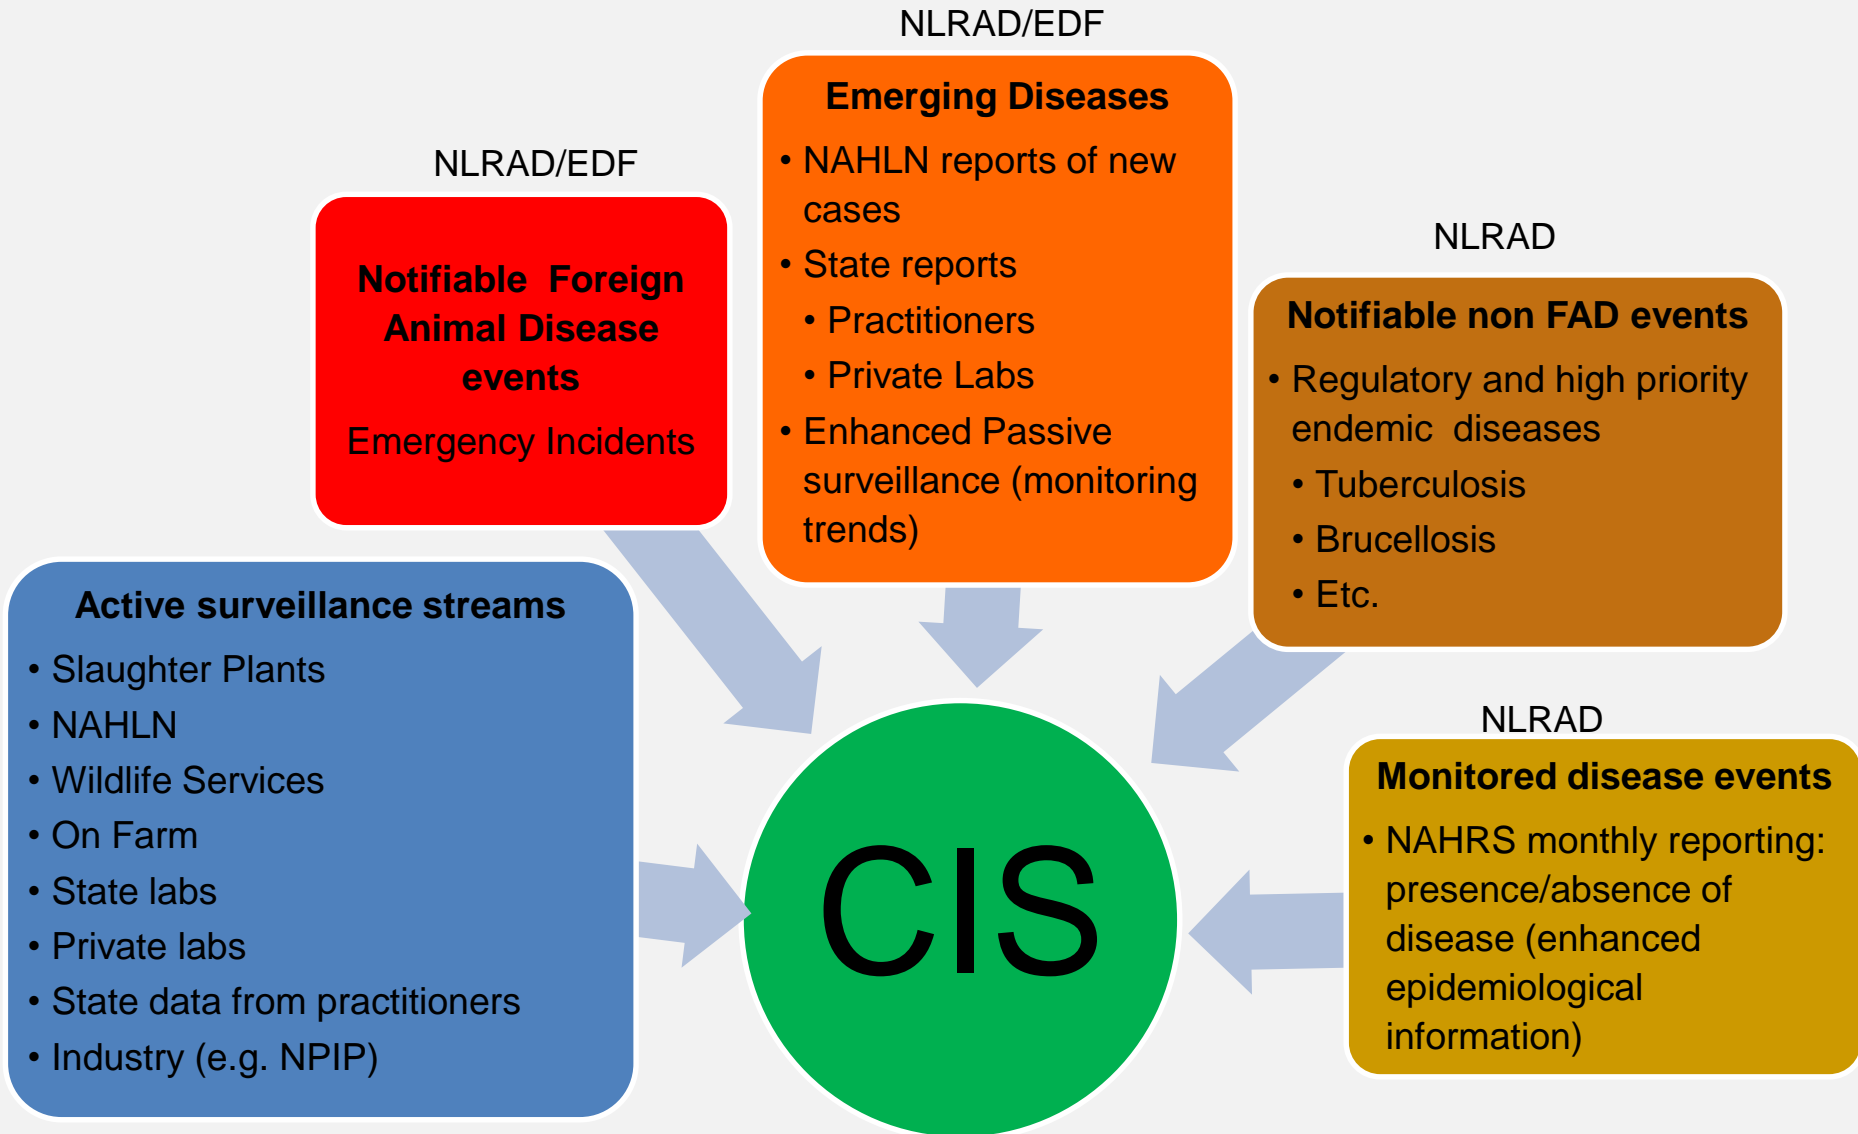 NLRAD/EDF
Emerging Diseases
• NAHLN reports of new
cases
• State reports
• Practitioners
• Private Labs
• Enhanced Passive
surveillance (monitoring
trends)
NLRAD/EDF
Notifiable  Foreign
Animal Disease
events
Emergency Incidents
NLRAD
Notifiable non FAD events
• Regulatory and high priority
endemic  diseases
• Tuberculosis
• Brucellosis
• Etc.
Active surveillance streams
• Slaughter Plants
• NAHLN
• Wildlife Services
• On Farm
• State labs
• Private labs
• State data from practitioners
• Industry (e.g. NPIP)
CIS
NLRAD
Monitored disease events
• NAHRS monthly reporting:
presence/absence of
disease (enhanced
epidemiological
information)